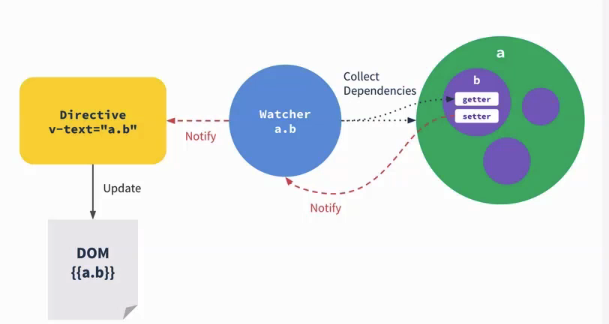 Directive
v-text="a.b"
Notify
Update
DOM
{{a.b}}
Watcher
a.b
Collect
Dependencies
Notify
a
b
getter
setter